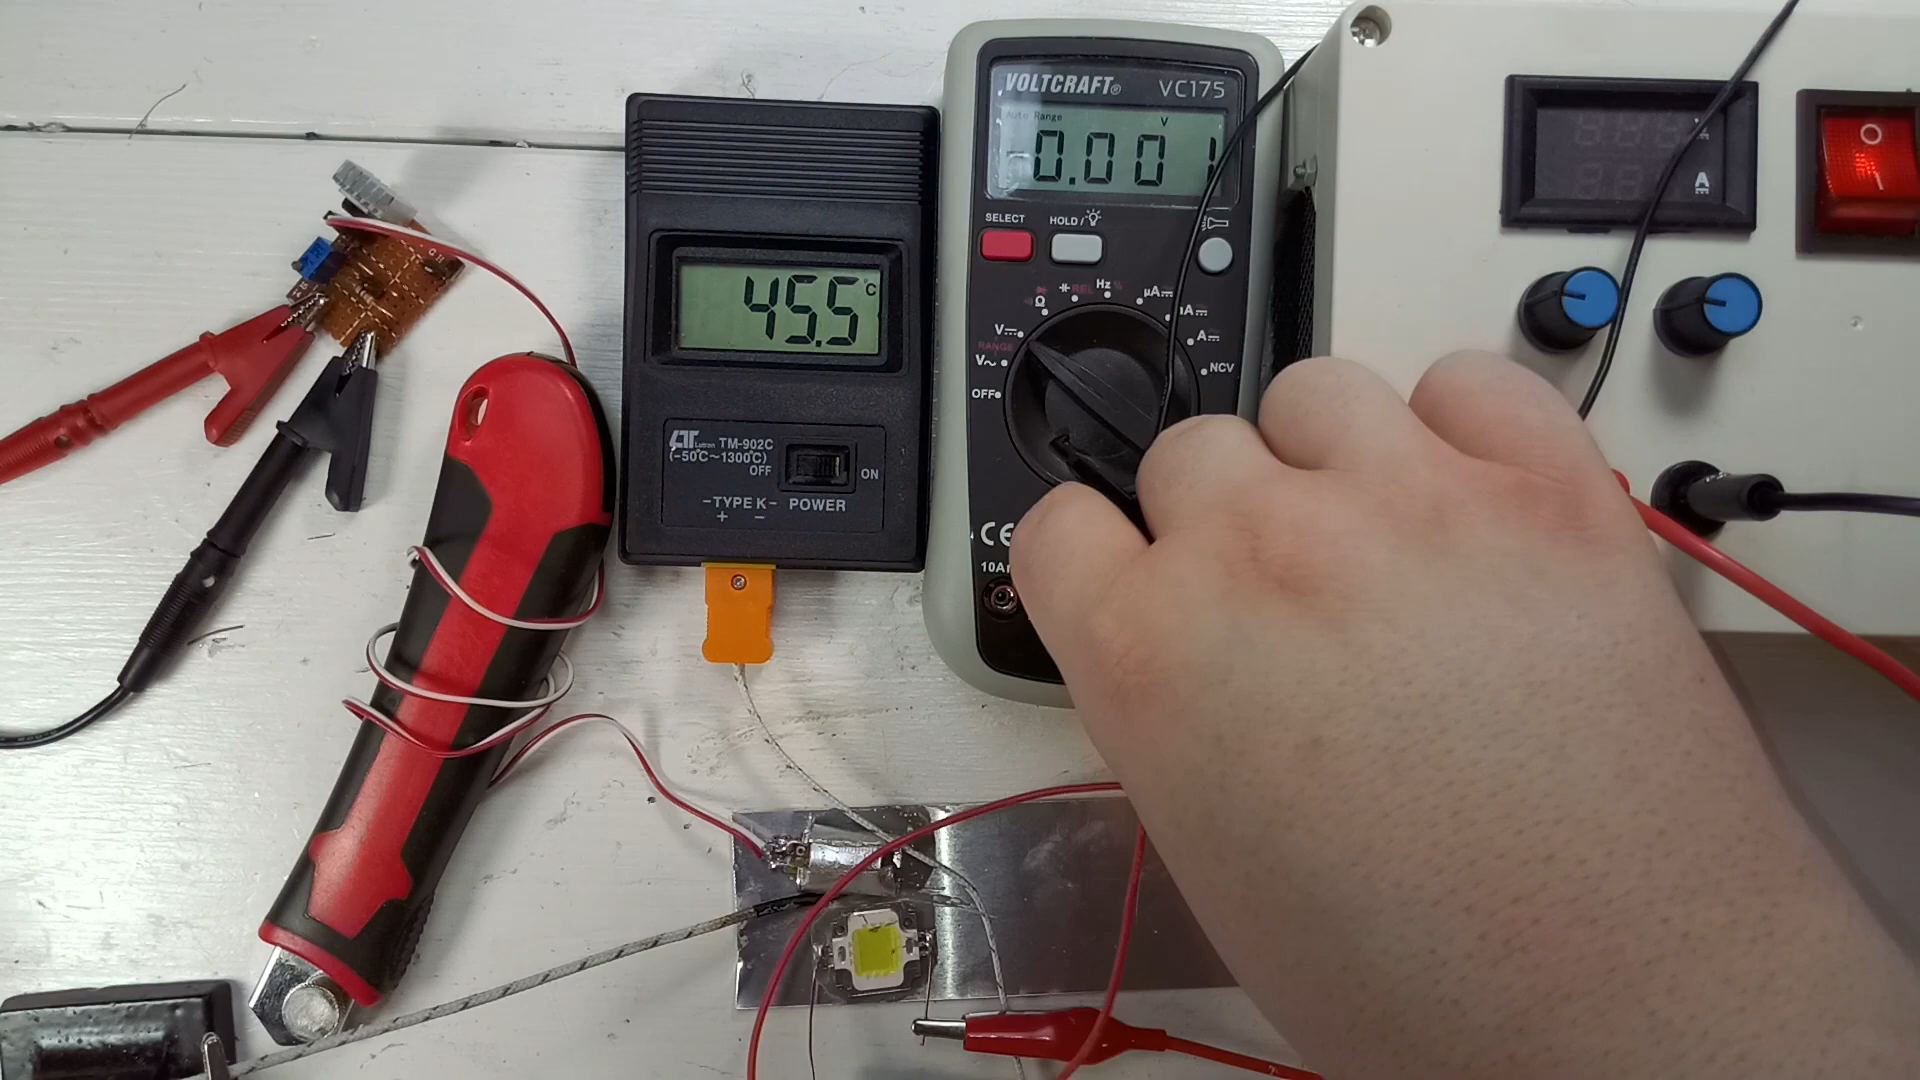 VOLTCRAFT® VC175
Auto Range
V
0.001
SELECT
HOLD/
Hz %
REL
Ω
µA
mA
A
V
RANGE
V~
NCV
OFF
CE
10A
45.5
°C
Lutron TM-902C
(-50°C~1300°C)
OFF
ON
-TYPE K- POWER
+ −
A
O
I